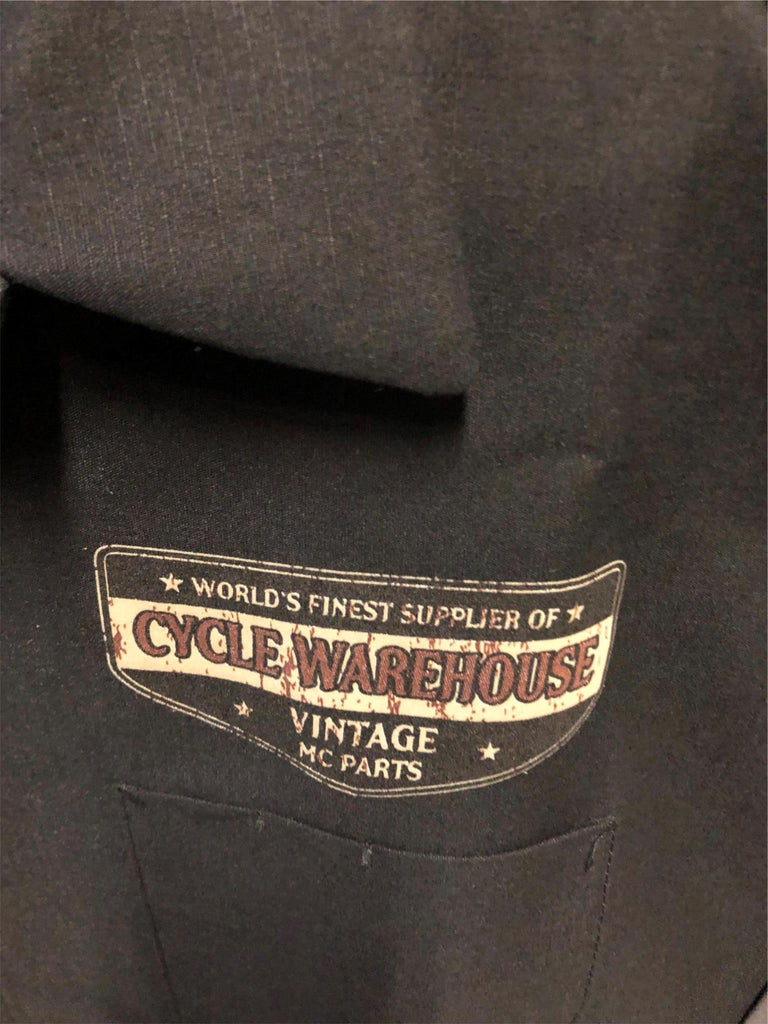 WORLD'S FINEST SUPPLIER OF
CYCLE WAREHOUSE
VINTAGE
MC PARTS